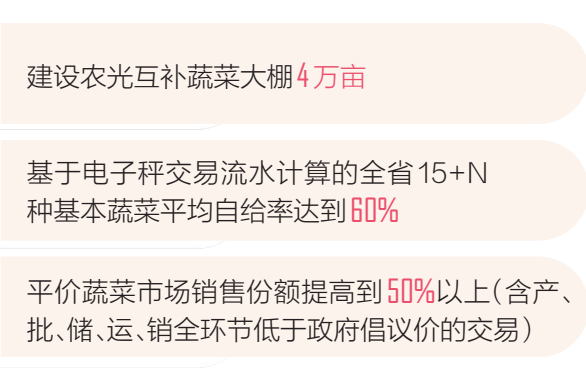 建设农光互补蔬菜大棚4万亩
基于电子秤交易流水计算的全省15+N
种基本蔬菜平均自给率达到60%
平价蔬菜市场销售份额提高到50%以上(含产、
批、储、运、销全环节低于政府倡议价的交易)